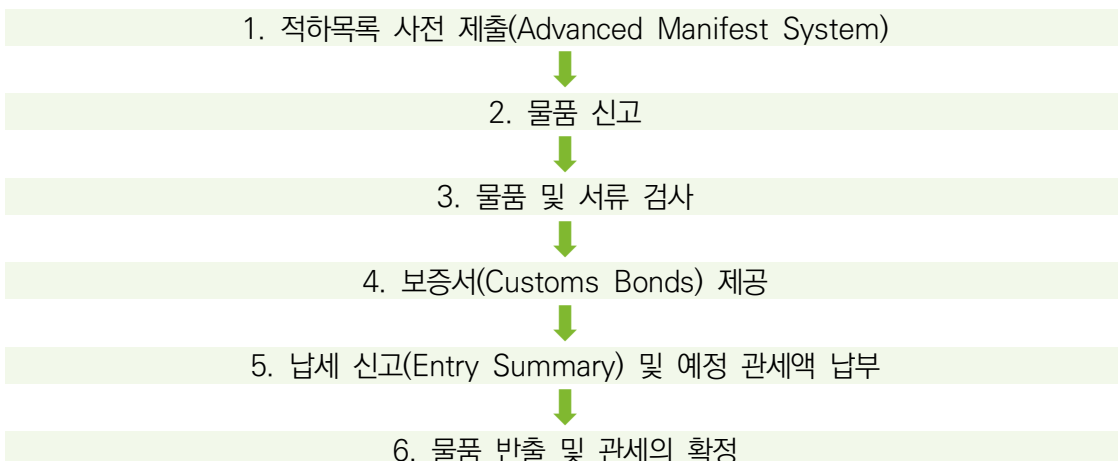 1. 적하목록 사전 제출(Advanced Manifest System)
2. 물품 신고
3. 물품 및 서류 검사
4. 보증서(Customs Bonds) 제공
5. 납세 신고(Entry Summary) 및 예정 관세액 납부
6. 물품 반출 및 관세의 확정